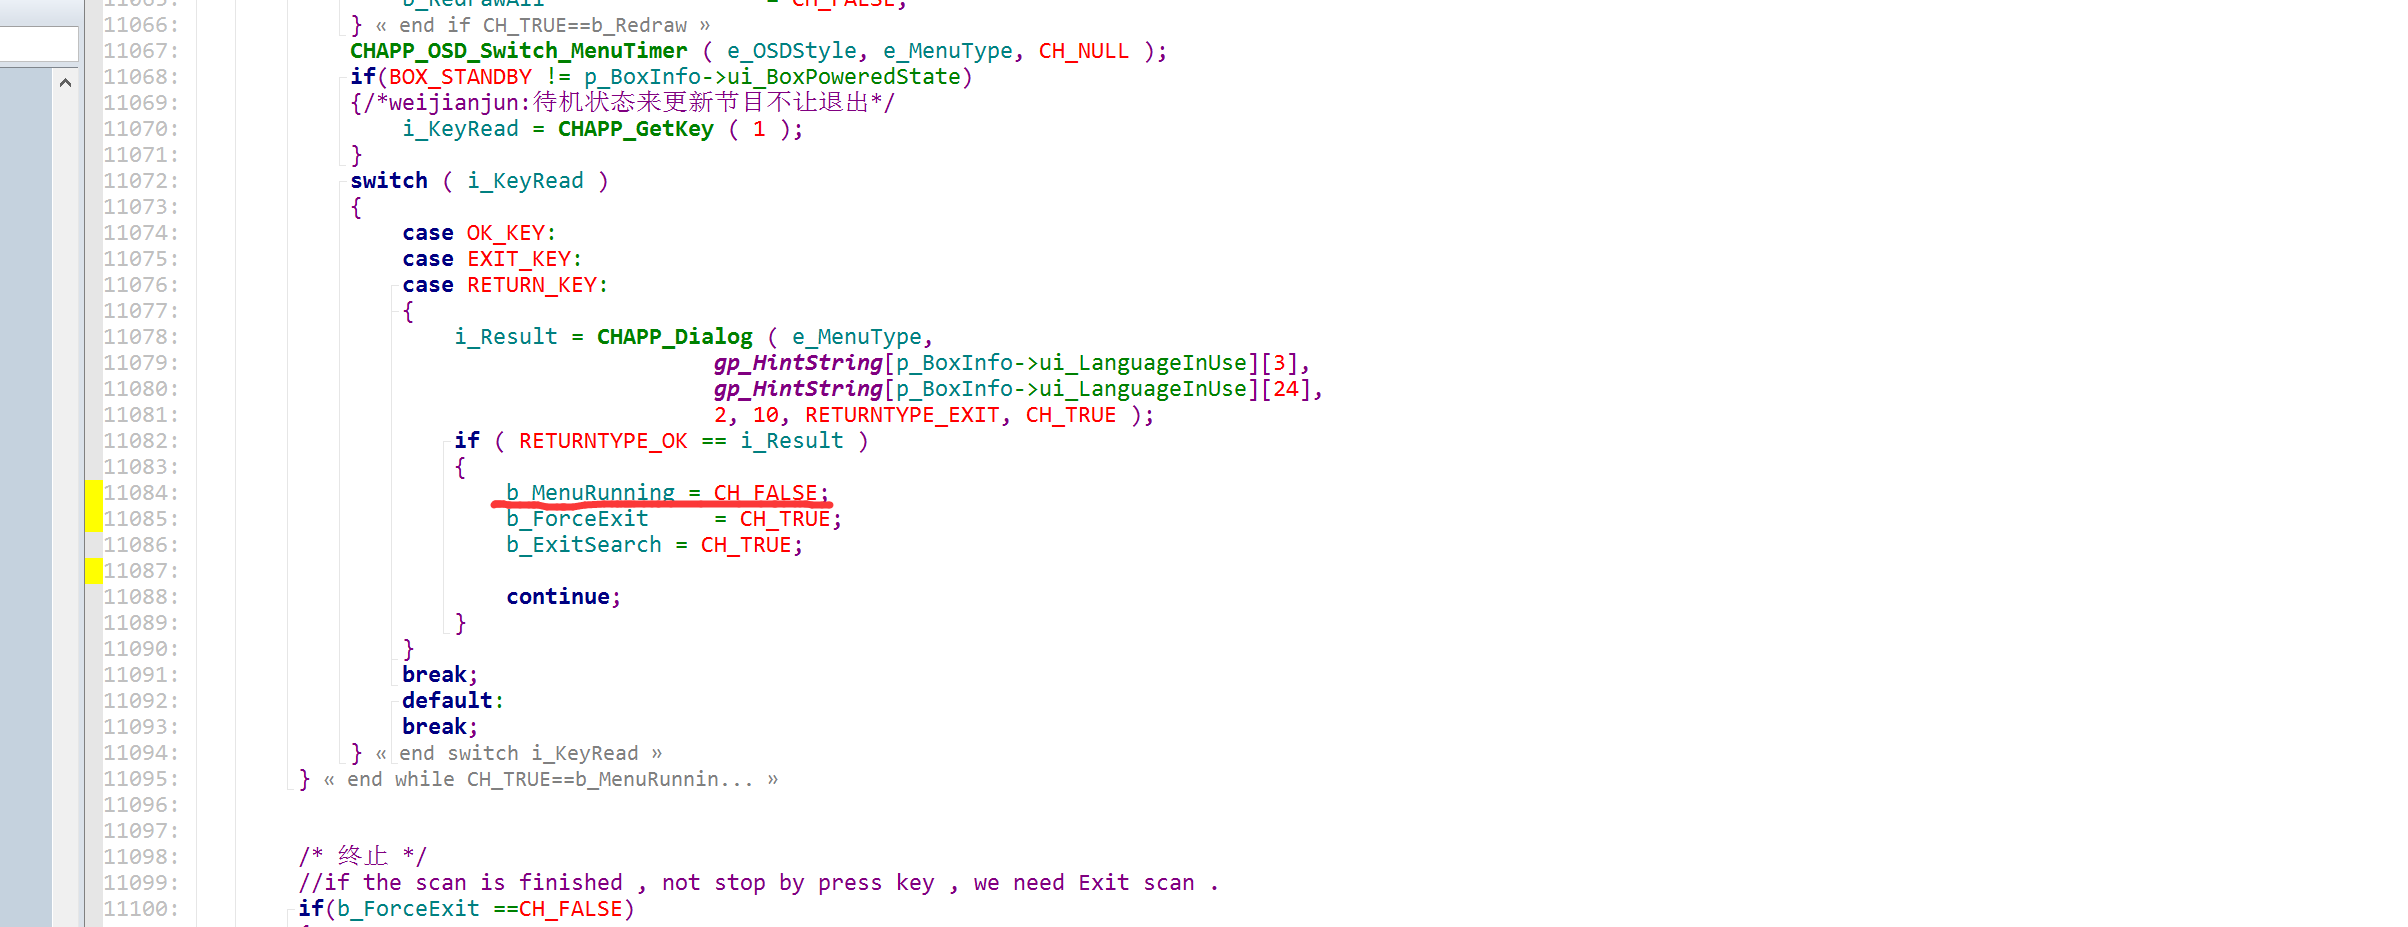 11065: b_RedrawAll = CH_FALSE;
11066: } « end if CH_TRUE==b_Redraw »
11067: CHAPP_OSD_Switch_MenuTimer ( e_OSDStyle, e_MenuType, CH_NULL );
11068: if(BOX_STANDBY != p_BoxInfo->ui_BoxPoweredState)
11069: {/*weijianjun:待机状态来更新节目不让退出*/
11070: i_KeyRead = CHAPP_GetKey ( 1 );
11071: }
11072: switch ( i_KeyRead )
11073: {
11074: case OK_KEY:
11075: case EXIT_KEY:
11076: case RETURN_KEY:
11077: {
11078: i_Result = CHAPP_Dialog ( e_MenuType,
11079: gp_HintString[p_BoxInfo->ui_LanguageInUse][3],
11080: gp_HintString[p_BoxInfo->ui_LanguageInUse][24],
11081: 2, 10, RETURNTYPE_EXIT, CH_TRUE );
11082: if ( RETURNTYPE_OK == i_Result )
11083: {
11084: b_MenuRunning = CH_FALSE;
11085: b_ForceExit = CH_TRUE;
11086: b_ExitSearch = CH_TRUE;
11087:
11088: continue;
11089: }
11090: }
11091: break;
11092: default:
11093: break;
11094: } « end switch i_KeyRead »
11095: } « end while CH_TRUE==b_MenuRunnin... »
11096:
11097:
11098: /* 终止 */
11099: //if the scan is finished , not stop by press key , we need Exit scan .
11100: if(b_ForceExit ==CH_FALSE)